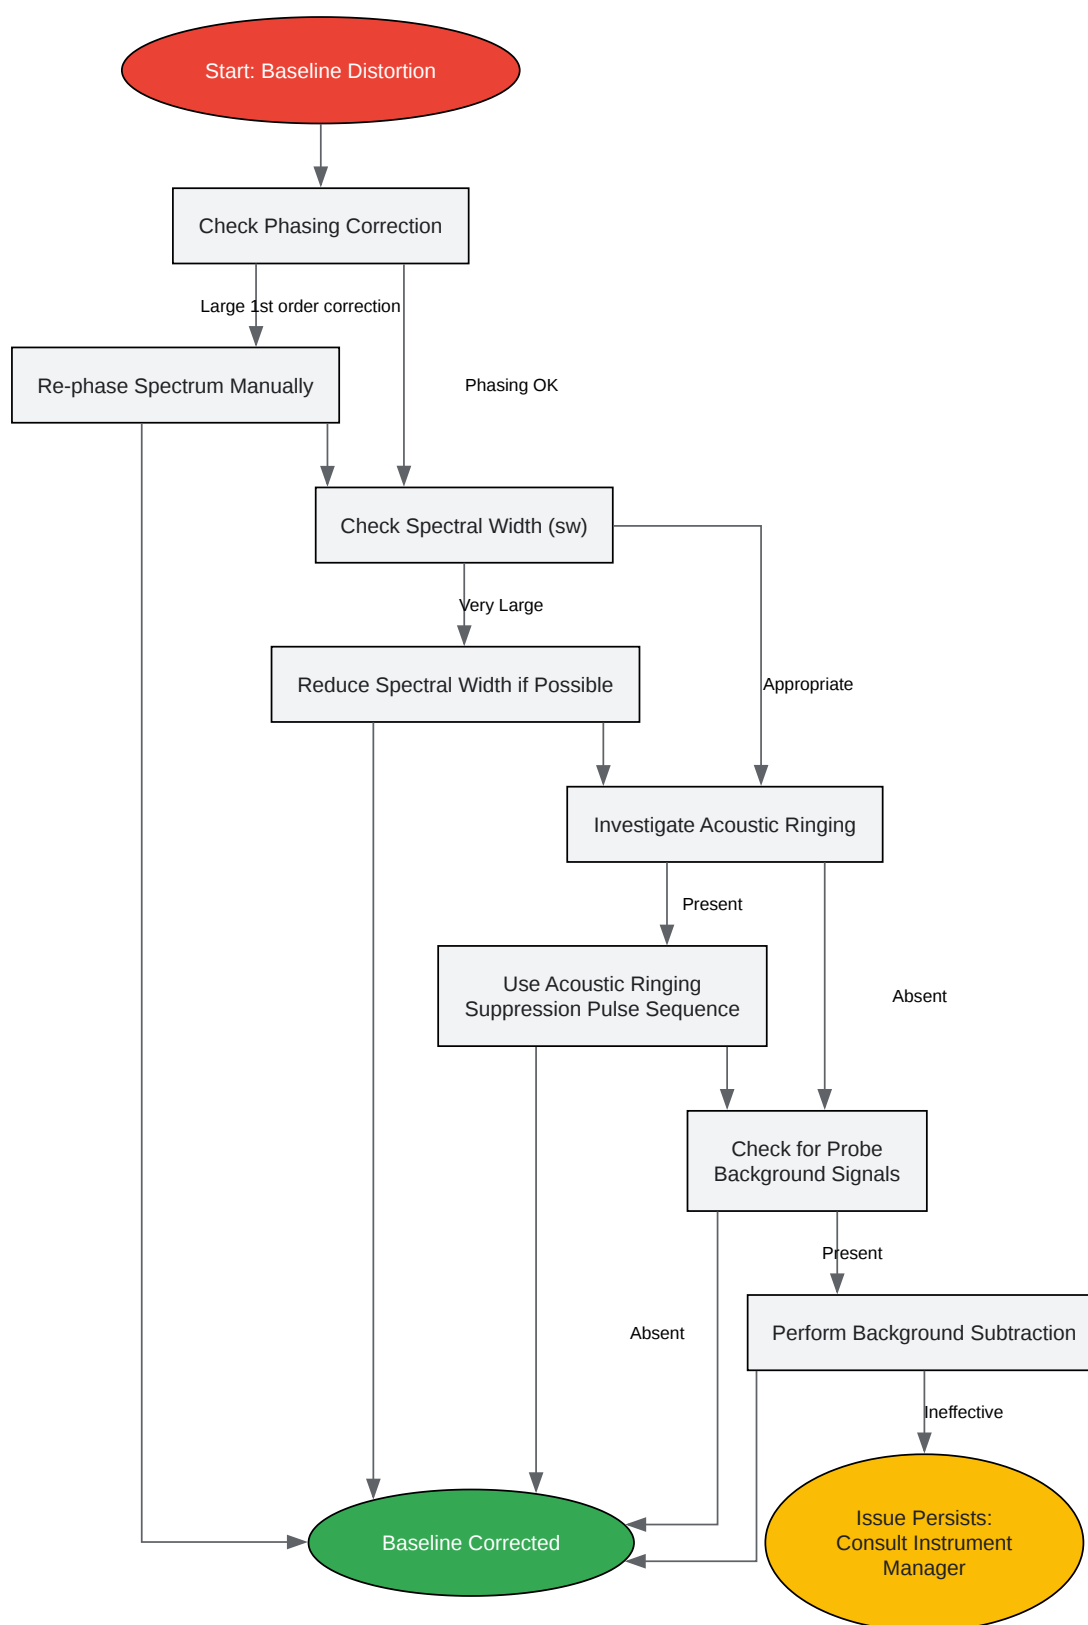 Start: Baseline Distortion
Check Phasing Correction
Large 1st order correction
Re-phase Spectrum Manually
Phasing OK
Check Spectral Width (sw)
Very Large
Reduce Spectral Width if Possible
Appropriate
Investigate Acoustic Ringing
Present
Use Acoustic Ringing
Suppression Pulse Sequence
Absent
Check for Probe
Background Signals
Present
Absent
Perform Background Subtraction
Ineffective
Issue Persists:
Consult Instrument
Manager
Baseline Corrected